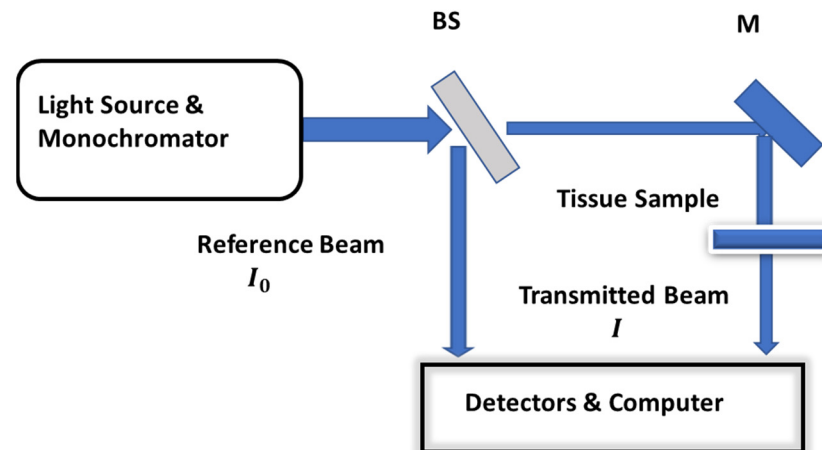 BS
M
Light Source &
Monochromator
Tissue Sample
Reference Beam
I₀
Transmitted Beam
I
Detectors & Computer